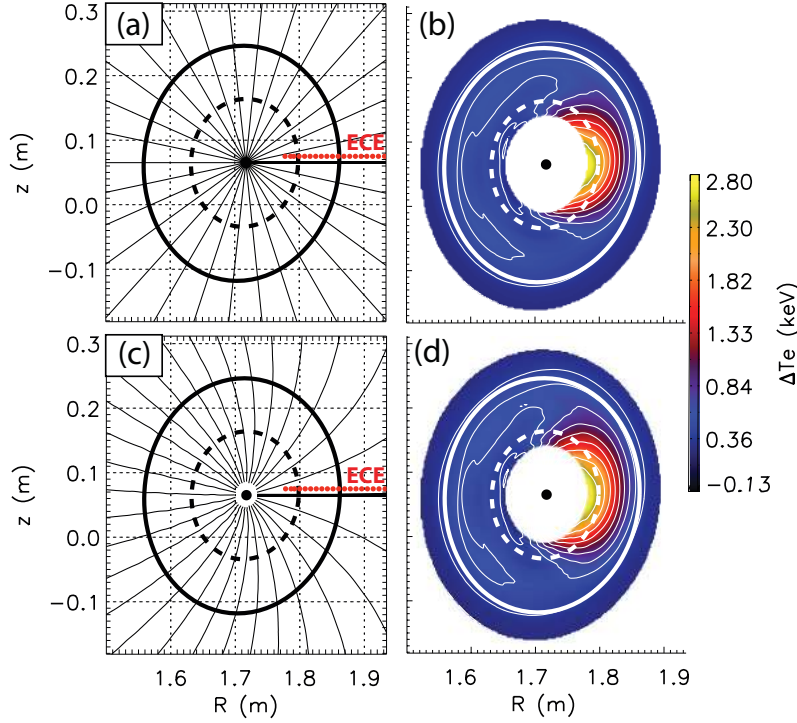 (a)
(b)
0.3
0.2
0.1
0.0
-0.1
z (m)
ECE
2.80
2.30
1.82
1.33
0.84
0.36
-0.13
ΔTe (keV)
(c)
(d)
0.3
0.2
0.1
0.0
-0.1
z (m)
ECE
1.6 1.7 1.8 1.9
R (m)
1.6 1.7 1.8 1.9
R (m)